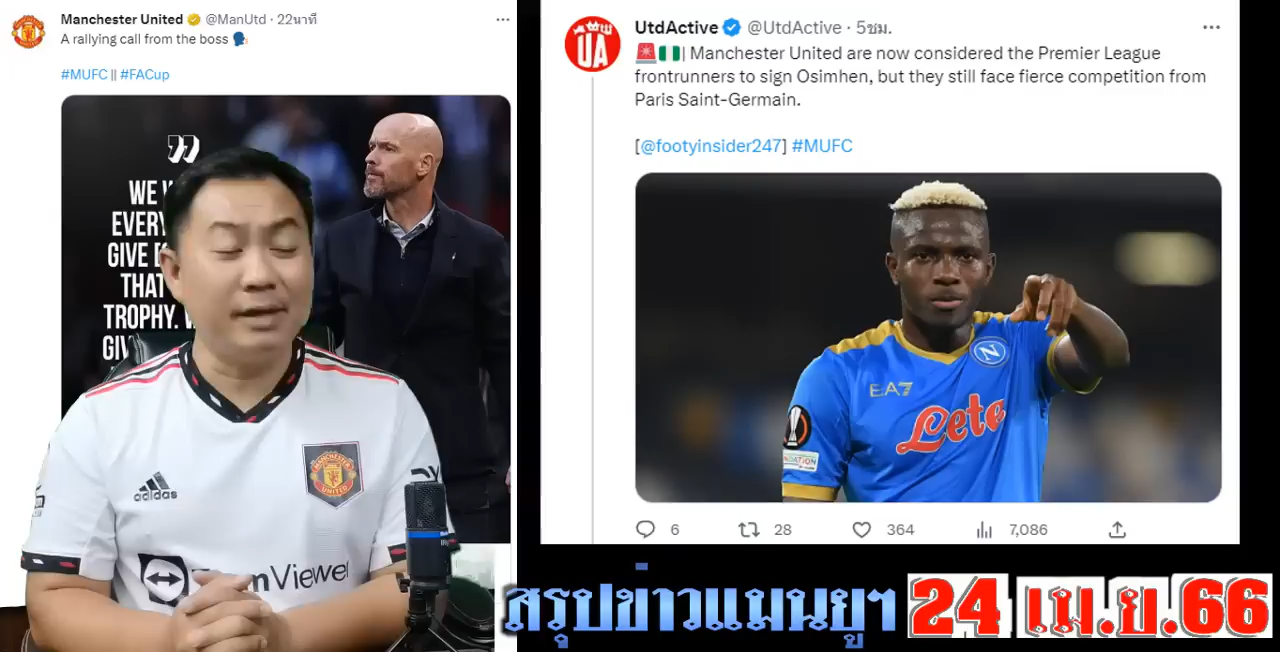 Manchester United @ManUtd · 22นาที
A rallying call from the boss
#MUFC || #FACup
WE
EVERY
GIVE
THAT
TROPHY.
GIV
adidas
MANCHESTER
UNITED
TeamViewer
UA
UtdActive @UtdActive · 5ชม.
| Manchester United are now considered the Premier League
frontrunners to sign Osimhen, but they still face fierce competition from
Paris Saint-Germain.
[@footyinsider247] #MUFC
N
EA7
Lete
6 28 364 7,086
สรุปข่าวแมนยูฯ 24 เม.ย.66